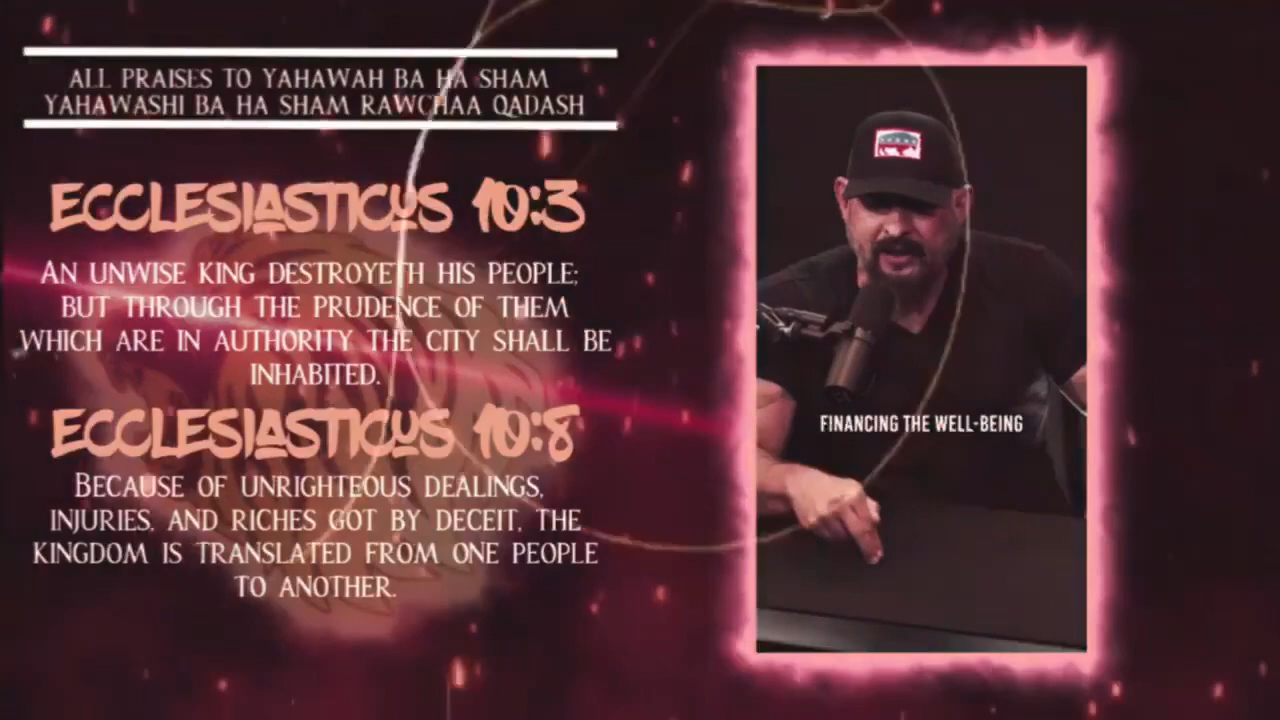 ALL PRAISES TO YAHAWAH BA HA SHAM
YAHAWASHI BA HA SHAM RAWCHAA QADASH
ECCLESIASTICUS 10:3
AN UNWISE KING DESTROYETH HIS PEOPLE;
BUT THROUGH THE PRUDENCE OF THEM
WHICH ARE IN AUTHORITY THE CITY SHALL BE
INHABITED.
ECCLESIASTICUS 10:8
BECAUSE OF UNRIGHTEOUS DEALINGS,
INJURIES, AND RICHES GOT BY DECEIT, THE
KINGDOM IS TRANSLATED FROM ONE PEOPLE
TO ANOTHER.
FINANCING THE WELL-BEING